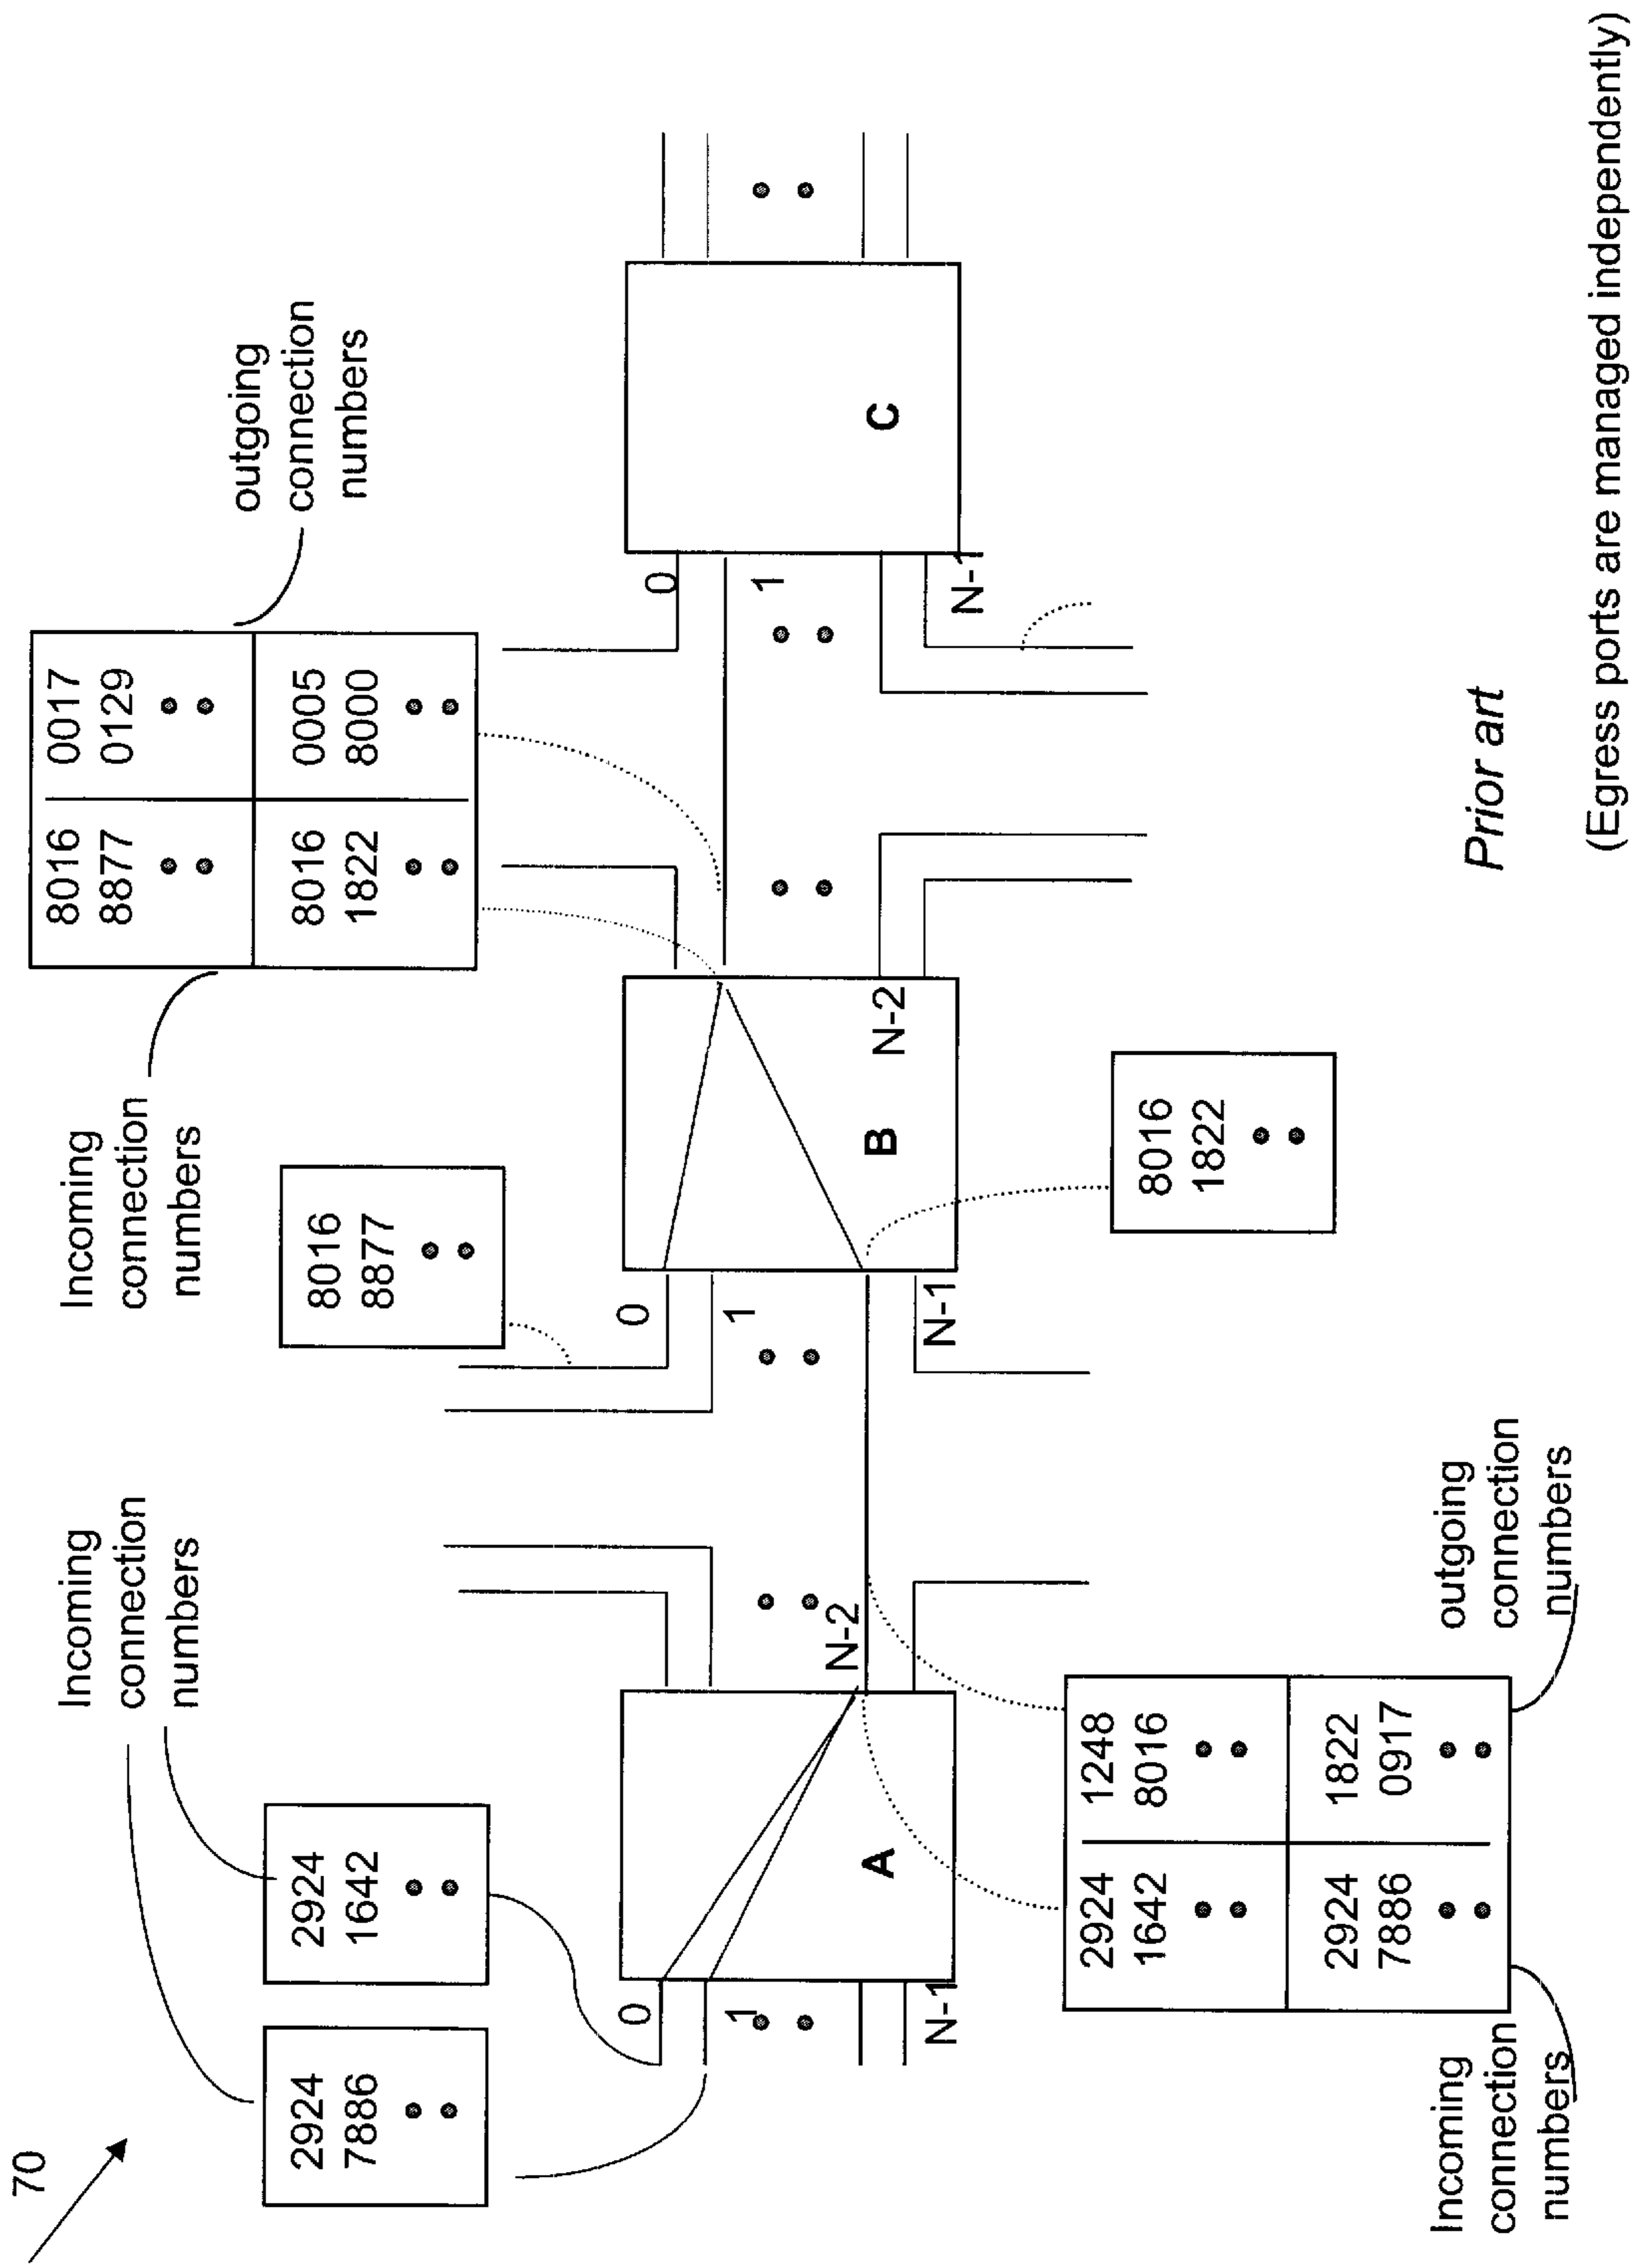 70
Incoming
connection
numbers
2924
7886
2924
1642
Incoming
connection
numbers
8016
8877
8016 0017
8877 0129
8016 0005
1822 8000
outgoing
connection
numbers
0
1
N-1
A
N-2
0
1
N-1
B
N-2
0
1
N-1
C
2924 1248
1642 8016
2924 1822
7886 0917
8016
1822
Incoming
connection
numbers
outgoing
connection
numbers
Prior art
(Egress ports are managed independently)